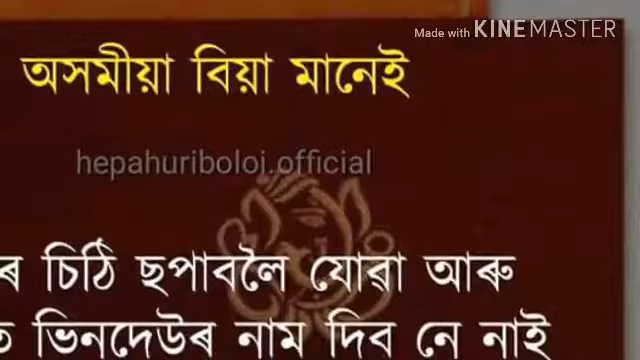 Made with KINEMASTER
অসমীয়া বিয়া মানেই
hepahuriboloi.official
চিঠি ছপাবলৈ যোৱা আৰু
ভিনদেউৰ নাম দিব নে নাই